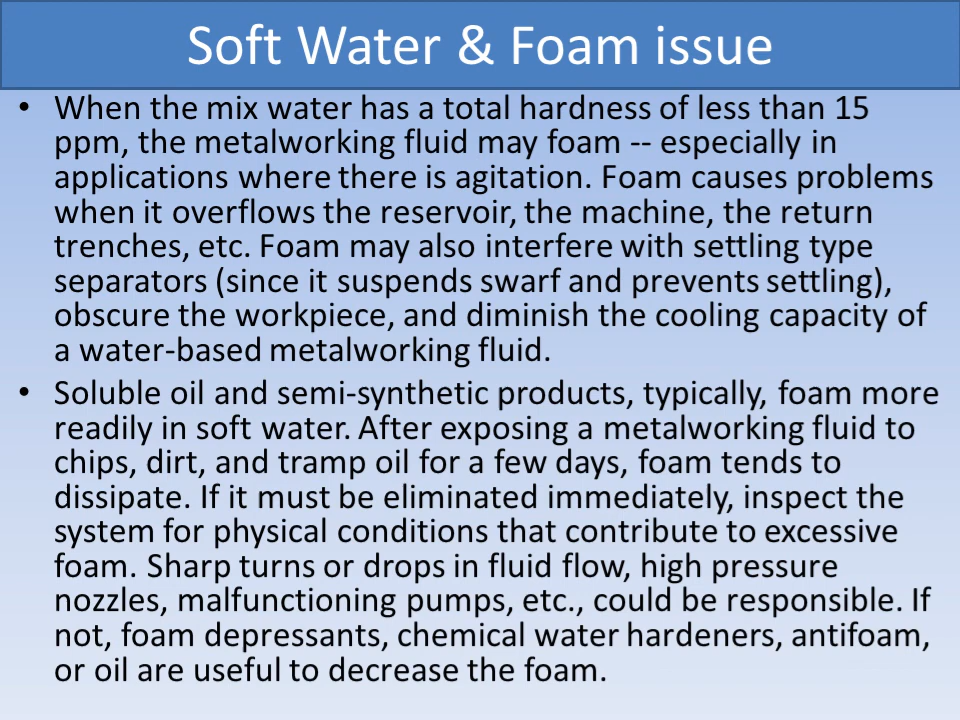 Soft Water & Foam issue
• When the mix water has a total hardness of less than 15
ppm, the metalworking fluid may foam -- especially in
applications where there is agitation. Foam causes problems
when it overflows the reservoir, the machine, the return
trenches, etc. Foam may also interfere with settling type
separators (since it suspends swarf and prevents settling),
obscure the workpiece, and diminish the cooling capacity of
a water-based metalworking fluid.
• Soluble oil and semi-synthetic products, typically, foam more
readily in soft water. After exposing a metalworking fluid to
chips, dirt, and tramp oil for a few days, foam tends to
dissipate. If it must be eliminated immediately, inspect the
system for physical conditions that contribute to excessive
foam. Sharp turns or drops in fluid flow, high pressure
nozzles, malfunctioning pumps, etc., could be responsible. If
not, foam depressants, chemical water hardeners, antifoam,
or oil are useful to decrease the foam.